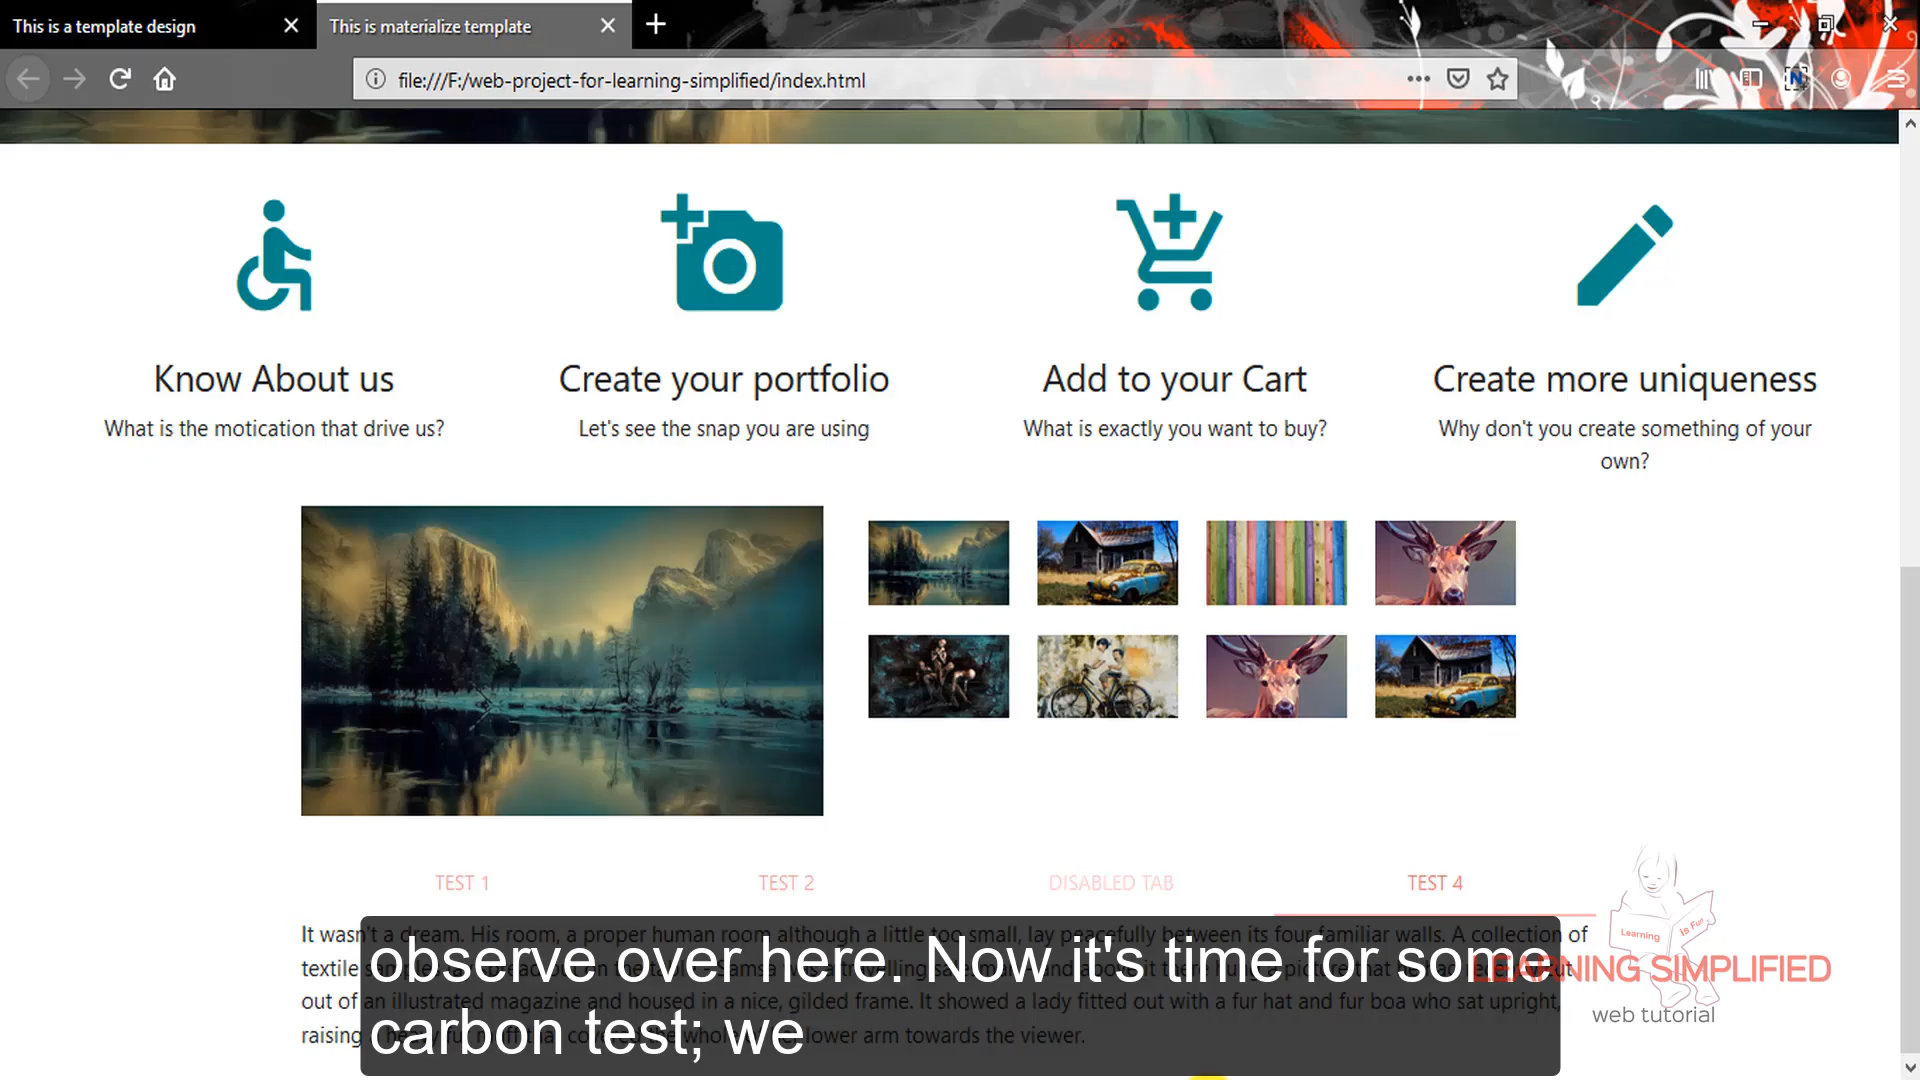 This is a template design
This is materialize template
file:///F:/web-project-for-learning-simplified/index.html
Know About us
Create your portfolio
Add to your Cart
Create more uniqueness
What is the motication that drive us?
Let's see the snap you are using
What is exactly you want to buy?
Why don't you create something of your
own?
TEST 1
TEST 2
DISABLED TAB
TEST 4
It wasn't a dream. His room, a proper human room although a little too small, lay peacefully between its four familiar walls. A collection of
textile
out of an illustrated magazine and housed in a nice, gilded frame. It showed a lady fitted out with a fur hat and fur boa who sat upright,
raising lower arm towards the viewer.
observe over here. Now it's time for some
carbon test; we
Learning Is Fun
LEARNING SIMPLIFIED
web tutorial